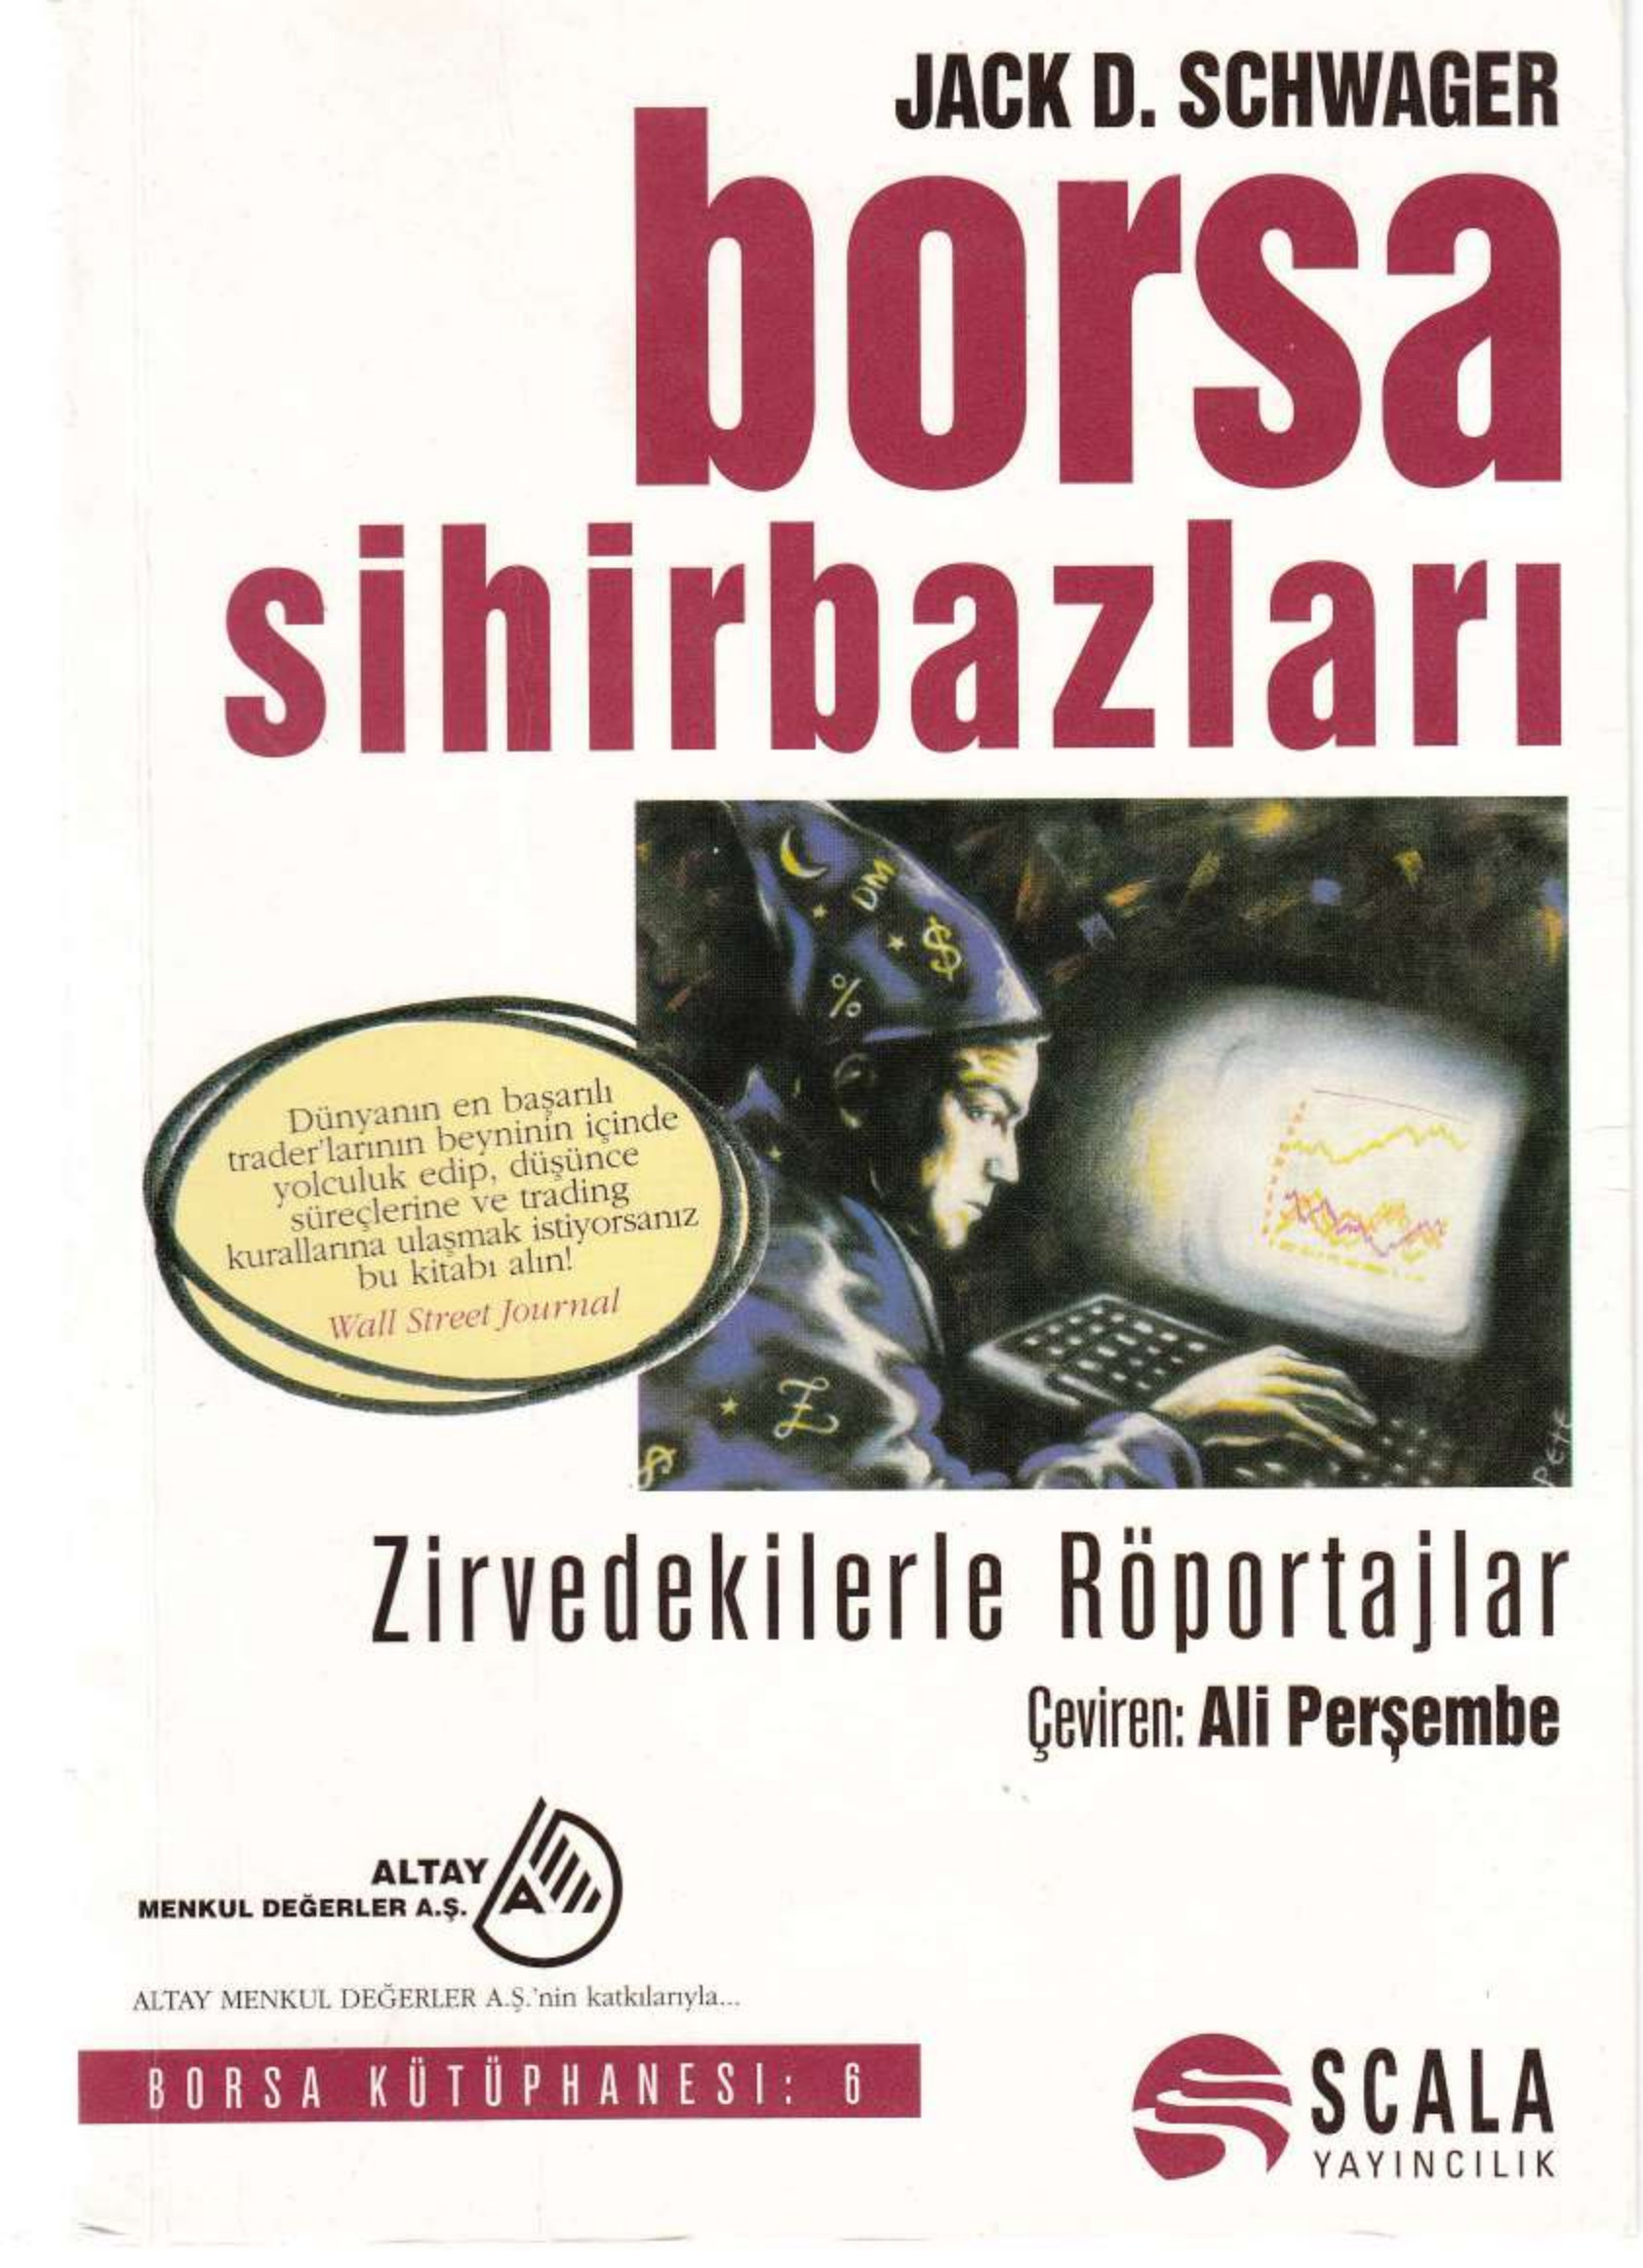 JACK D. SCHWAGER
borsa
sihirbazları
DM
$
%
Dünyanın en başarılı
trader'larının beyninin içinde
yolculuk edip, düşünce
süreçlerine ve trading
kurallarına ulaşmak istiyorsanız
bu kitabı alın!
Wall Street Journal
$
Zirvedekilerle Röportajlar
Çeviren: Ali Perşembe
ALTAY
MENKUL DEĞERLER A.Ş.
A
ALTAY MENKUL DEĞERLER A.Ş.'nin katkılarıyla...
BORSA KÜTÜPHANESI: 6
SCALA
YAYINCILIK